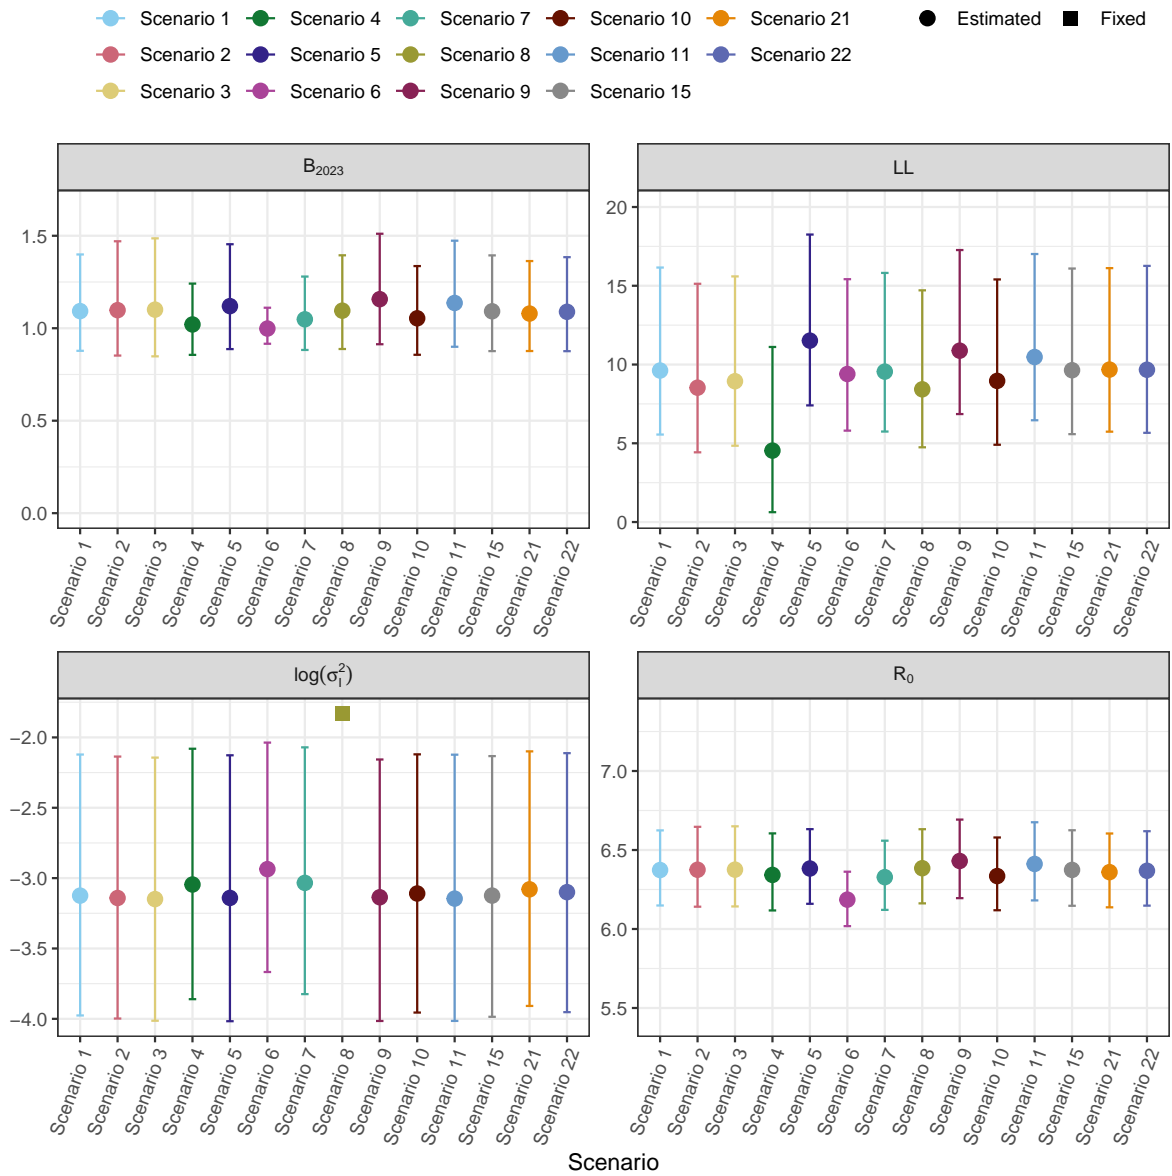 Scenario 1 Scenario 4 Scenario 7 Scenario 10 Scenario 21 Estimated Fixed
Scenario 2 Scenario 5 Scenario 8 Scenario 11 Scenario 22
Scenario 3 Scenario 6 Scenario 9 Scenario 15
B₂₀₂₃
1.5
1.0
0.5
0.0
Scenario 1 Scenario 2 Scenario 3 Scenario 4 Scenario 5 Scenario 6 Scenario 7 Scenario 8 Scenario 9 Scenario 10 Scenario 11 Scenario 15 Scenario 21 Scenario 22
LL
20
15
10
5
0
Scenario 1 Scenario 2 Scenario 3 Scenario 4 Scenario 5 Scenario 6 Scenario 7 Scenario 8 Scenario 9 Scenario 10 Scenario 11 Scenario 15 Scenario 21 Scenario 22
log(σ_I^2)
−2.0
−2.5
−3.0
−3.5
−4.0
Scenario 1 Scenario 2 Scenario 3 Scenario 4 Scenario 5 Scenario 6 Scenario 7 Scenario 8 Scenario 9 Scenario 10 Scenario 11 Scenario 15 Scenario 21 Scenario 22
R₀
7.0
6.5
6.0
5.5
Scenario 1 Scenario 2 Scenario 3 Scenario 4 Scenario 5 Scenario 6 Scenario 7 Scenario 8 Scenario 9 Scenario 10 Scenario 11 Scenario 15 Scenario 21 Scenario 22
Scenario